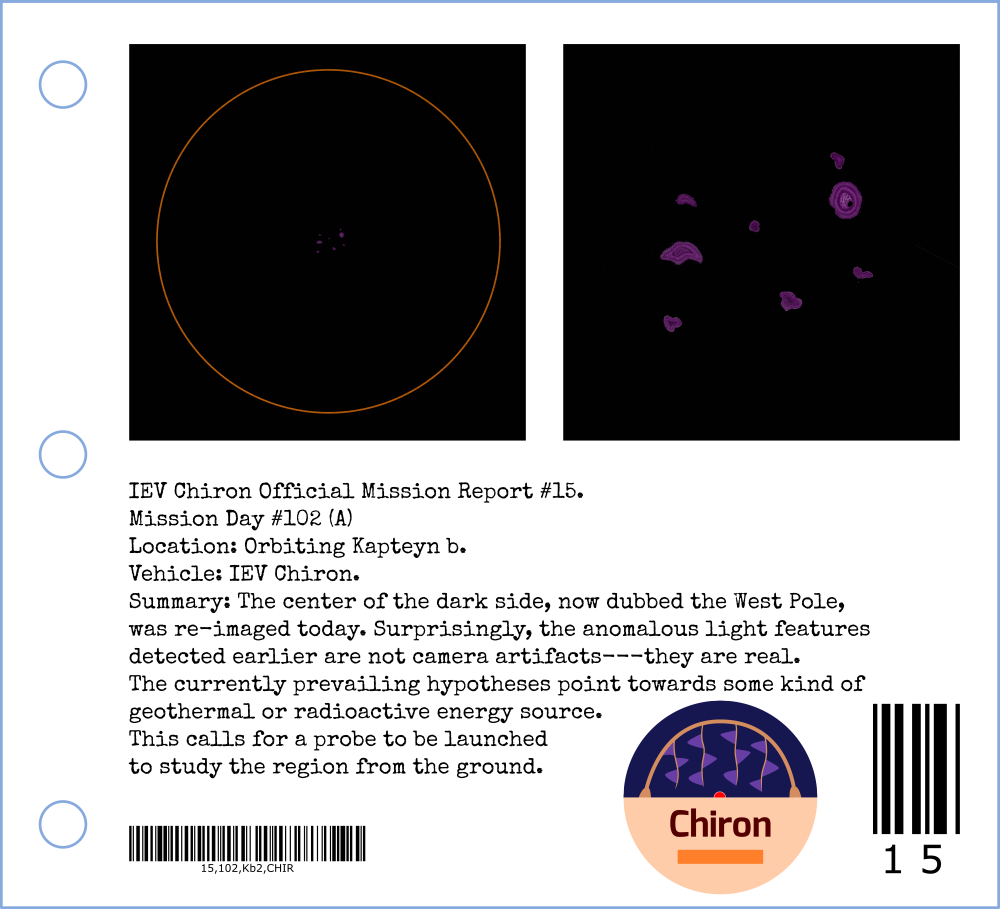 IEV Chiron Official Mission Report #15.
Mission Day #102 (A)
Location: Orbiting Kapteyn b.
Vehicle: IEV Chiron.
Summary: The center of the dark side, now dubbed the West Pole,
was re-imaged today. Surprisingly, the anomalous light features
detected earlier are not camera artifacts---they are real.
The currently prevailing hypotheses point towards some kind of
geothermal or radioactive energy source.
This calls for a probe to be launched
to study the region from the ground.
Chiron
15,102,Kb2,CHIR
1 5